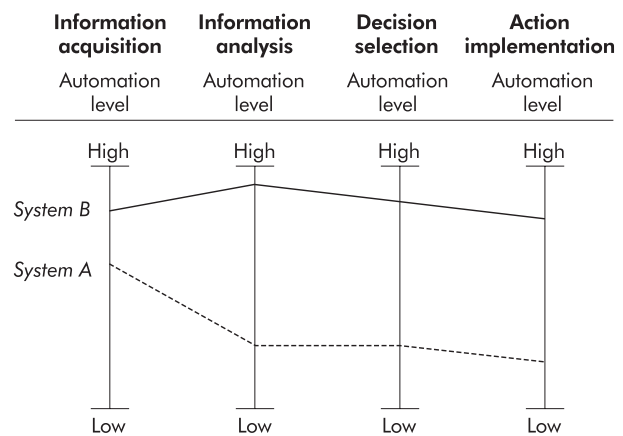 Information acquisition
Automation level
High
Low
Information analysis
Automation level
High
Low
Decision selection
Automation level
High
Low
Action implementation
Automation level
High
Low
System B
System A